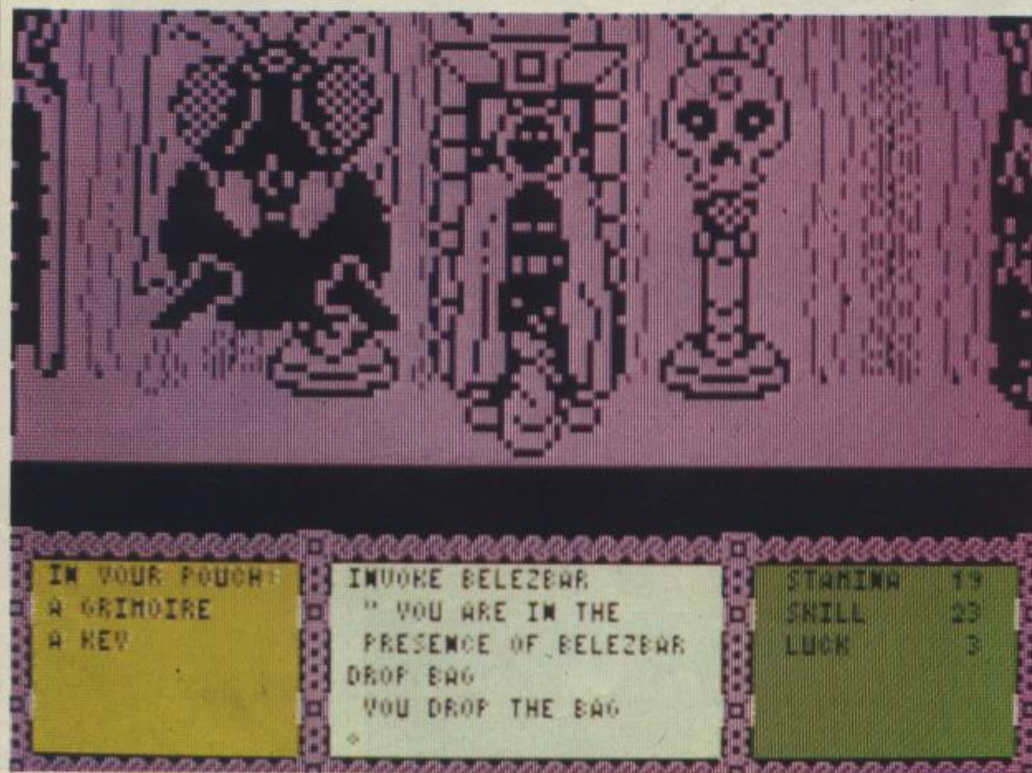 IN YOUR POUCH:
A GRIMOIRE
A KEY
INVOKE BELEZBAR
" YOU ARE IN THE
PRESENCE OF BELEZBAR
DROP BAG
YOU DROP THE BAG
STAMINA 19
SKILL 23
LUCK 3